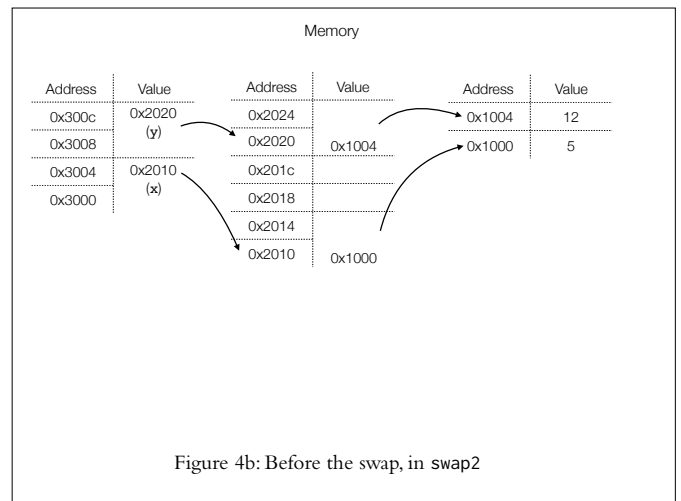 Memory
Address Value Address Value Address Value
0x300c 0x2020 0x2024 0x1004 12
(y)
0x3008 0x2020 0x1004 0x1000 5
0x3004 0x2010 0x201c
(x)
0x3000 0x2018
0x2014
0x2010 0x1000
Figure 4b: Before the swap, in swap2